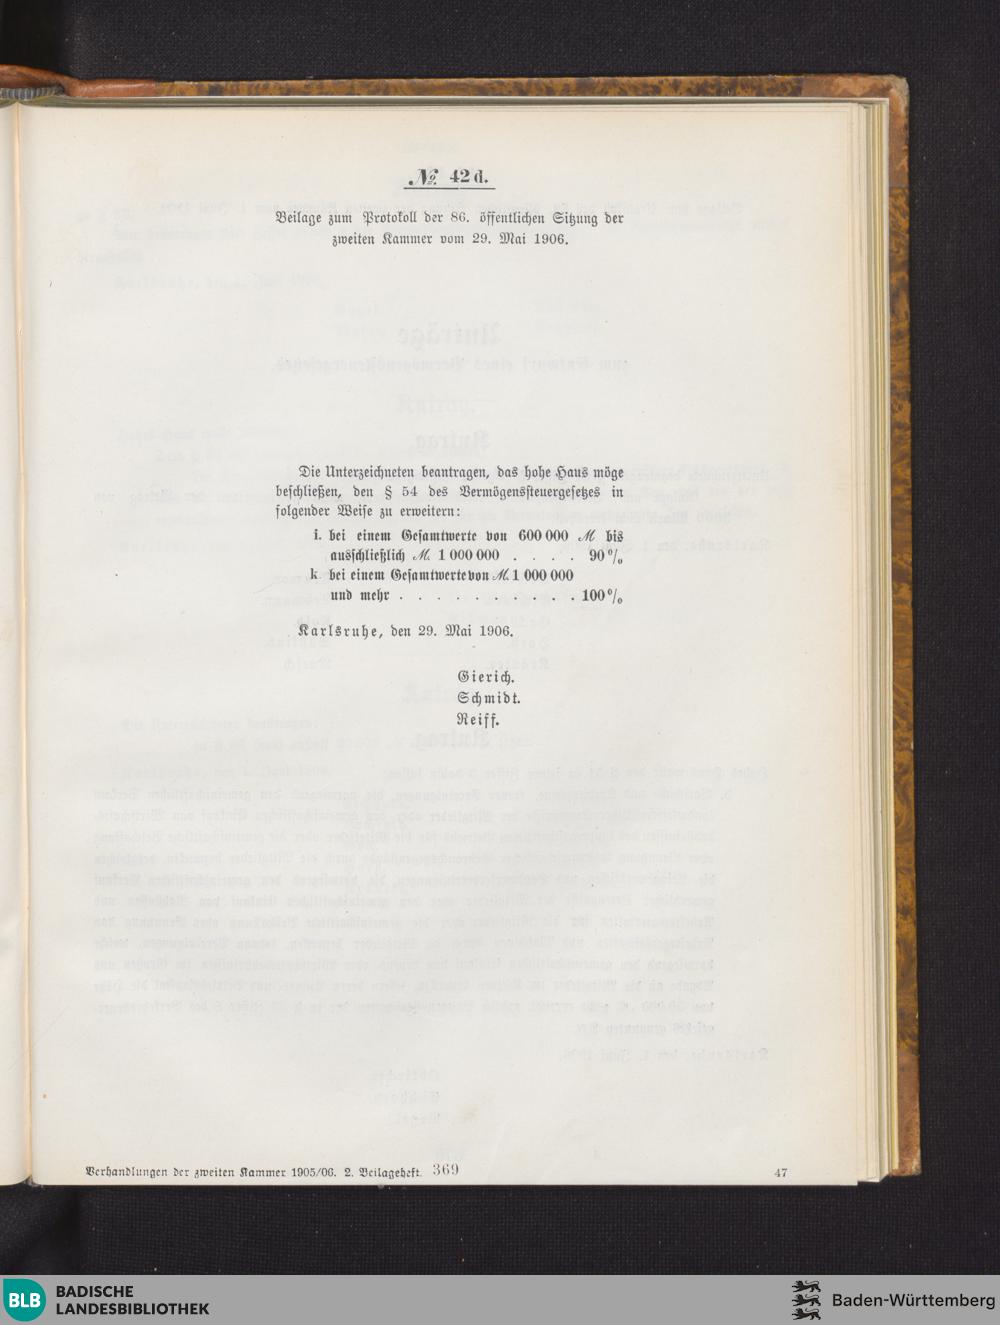 № 42 d.
Beilage zum Protokoll der 86. öffentlichen Sitzung der
zweiten Kammer vom 29. Mai 1906.
Die Unterzeichneten beantragen, das hohe Haus möge
beschließen, den § 54 des Vermögenssteuergesetzes in
folgender Weise zu erweitern:
i. bei einem Gesamtwerte von 600 000 M bis
ausschließlich M. 1 000 000 . . . . 90 %
k bei einem Gesamtwerte von M. 1 000 000
und mehr . . . . . . . . . . 100 %
Karlsruhe, den 29. Mai 1906.
Gierich.
Schmidt.
Reiff.
Verhandlungen der zweiten Kammer 1905/06. 2. Beilageheft. 369 47
BLB BADISCHE
LANDESBIBLIOTHEK
Baden-Württemberg